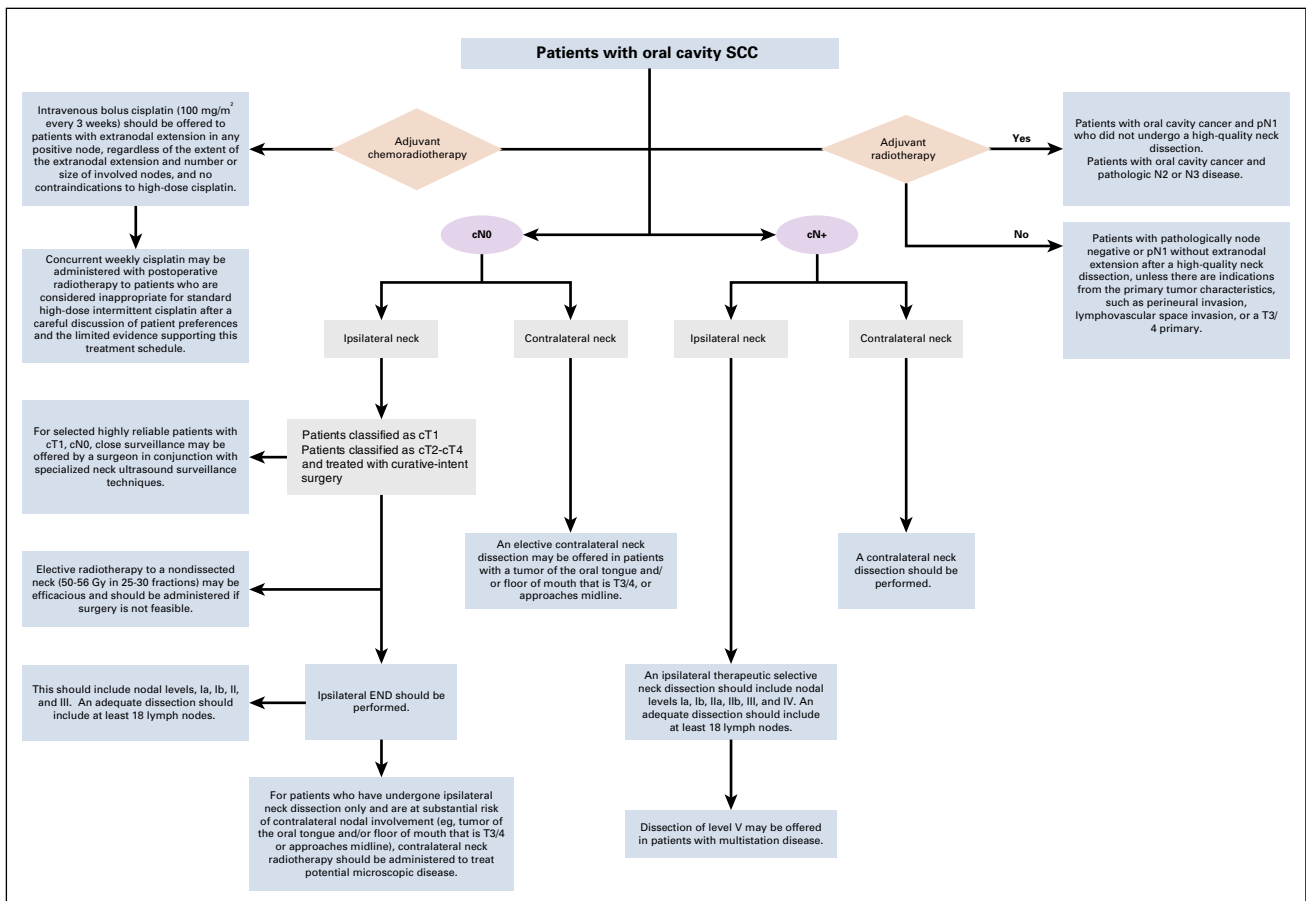 Patients with oral cavity SCC
Intravenous bolus cisplatin (100 mg/m²
every 3 weeks) should be offered to
patients with extranodal extension in any
positive node, regardless of the extent of
the extranodal extension and number or
size of involved nodes, and no
contraindications to high-dose cisplatin.
Adjuvant
chemoradiotherapy
Adjuvant
radiotherapy
Yes
Patients with oral cavity cancer and pN1
who did not undergo a high-quality neck
dissection.
Patients with oral cavity cancer and
pathologic N2 or N3 disease.
No
Patients with pathologically node
negative or pN1 without extranodal
extension after a high-quality neck
dissection, unless there are indications
from the primary tumor characteristics,
such as perineural invasion,
lymphovascular space invasion, or a T3/
4 primary.
Concurrent weekly cisplatin may be
administered with postoperative
radiotherapy to patients who are
considered inappropriate for standard
high-dose intermittent cisplatin after a
careful discussion of patient preferences
and the limited evidence supporting this
treatment schedule.
cN0
cN+
Ipsilateral neck
Contralateral neck
Ipsilateral neck
Contralateral neck
For selected highly reliable patients with
cT1, cN0, close surveillance may be
offered by a surgeon in conjunction with
specialized neck ultrasound surveillance
techniques.
Patients classified as cT1
Patients classified as cT2-cT4
and treated with curative-intent
surgery
An elective contralateral neck
dissection may be offered in patients
with a tumor of the oral tongue and/
or floor of mouth that is T3/4, or
approaches midline.
A contralateral neck
dissection should be
performed.
Elective radiotherapy to a nondissected
neck (50-56 Gy in 25-30 fractions) may be
efficacious and should be administered if
surgery is not feasible.
This should include nodal levels, Ia, Ib, II,
and III. An adequate dissection should
include at least 18 lymph nodes.
Ipsilateral END should be
performed.
An ipsilateral therapeutic selective
neck dissection should include nodal
levels Ia, Ib, IIa, IIb, III, and IV. An
adequate dissection should include
at least 18 lymph nodes.
For patients who have undergone ipsilateral
neck dissection only and are at substantial risk
of contralateral nodal involvement (eg, tumor of
the oral tongue and/or floor of mouth that is T3/4
or approaches midline), contralateral neck
radiotherapy should be administered to treat
potential microscopic disease.
Dissection of level V may be offered
in patients with multistation disease.